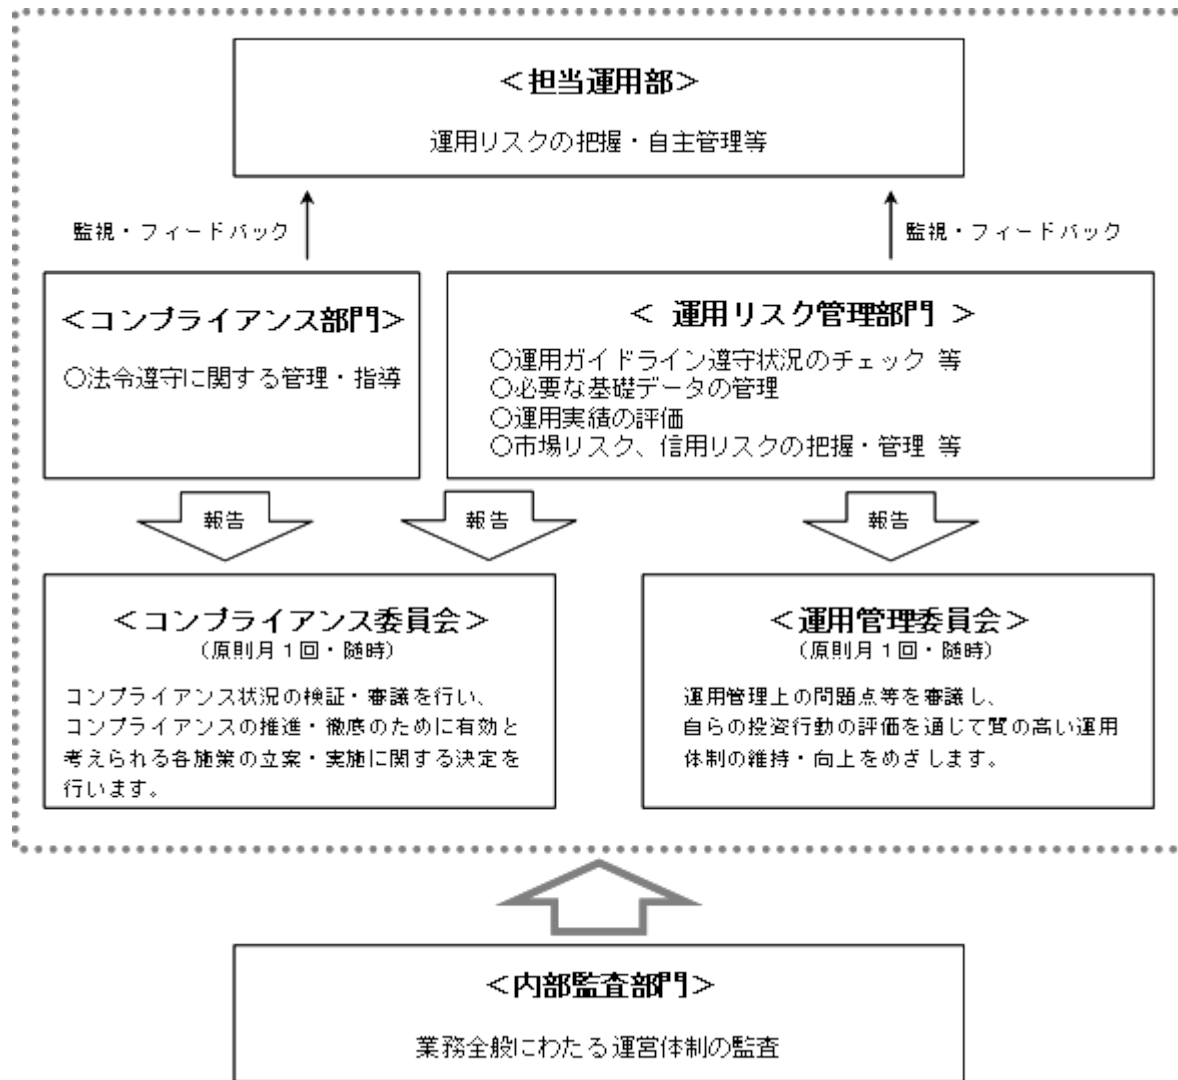 ＜担当運用部＞
運用リスクの把握・自主管理等
監視・フィードバック
監視・フィードバック
＜コンプライアンス部門＞
○法令遵守に関する管理・指導
＜ 運用リスク管理部門 ＞
○運用ガイドライン遵守状況のチェック 等
○必要な基礎データの管理
○運用実績の評価
○市場リスク、信用リスクの把握・管理 等
報告
報告
報告
＜コンプライアンス委員会＞
（原則月１回・随時）
コンプライアンス状況の検証・審議を行い、
コンプライアンスの推進・徹底のために有効と
考えられる各施策の立案・実施に関する決定を
行います。
＜運用管理委員会＞
（原則月１回・随時）
運用管理上の問題点等を審議し、
自らの投資行動の評価を通じて質の高い運用
体制の維持・向上をめざします。
＜内部監査部門＞
業務全般にわたる運営体制の監査